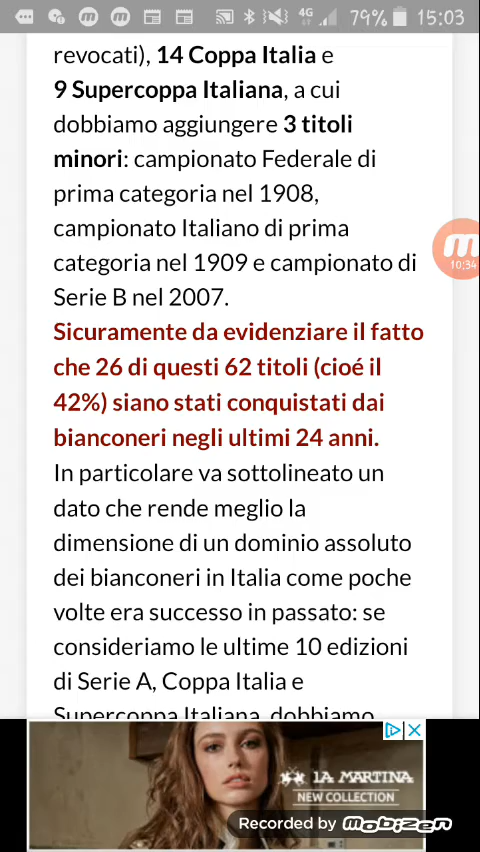 4G 79% 15:03
revocati), 14 Coppa Italia e
9 Supercoppa Italiana, a cui
dobbiamo aggiungere 3 titoli
minori: campionato Federale di
prima categoria nel 1908,
campionato Italiano di prima
categoria nel 1909 e campionato di
10:34
Serie B nel 2007.
Sicuramente da evidenziare il fatto
che 26 di questi 62 titoli (cioé il
42%) siano stati conquistati dai
bianconeri negli ultimi 24 anni.
In particolare va sottolineato un
dato che rende meglio la
dimensione di un dominio assoluto
dei bianconeri in Italia come poche
volte era successo in passato: se
consideriamo le ultime 10 edizioni
di Serie A, Coppa Italia e
Supercoppa Italiana, dobbiamo
LA MARTINA
NEW COLLECTION
Recorded by mobizen